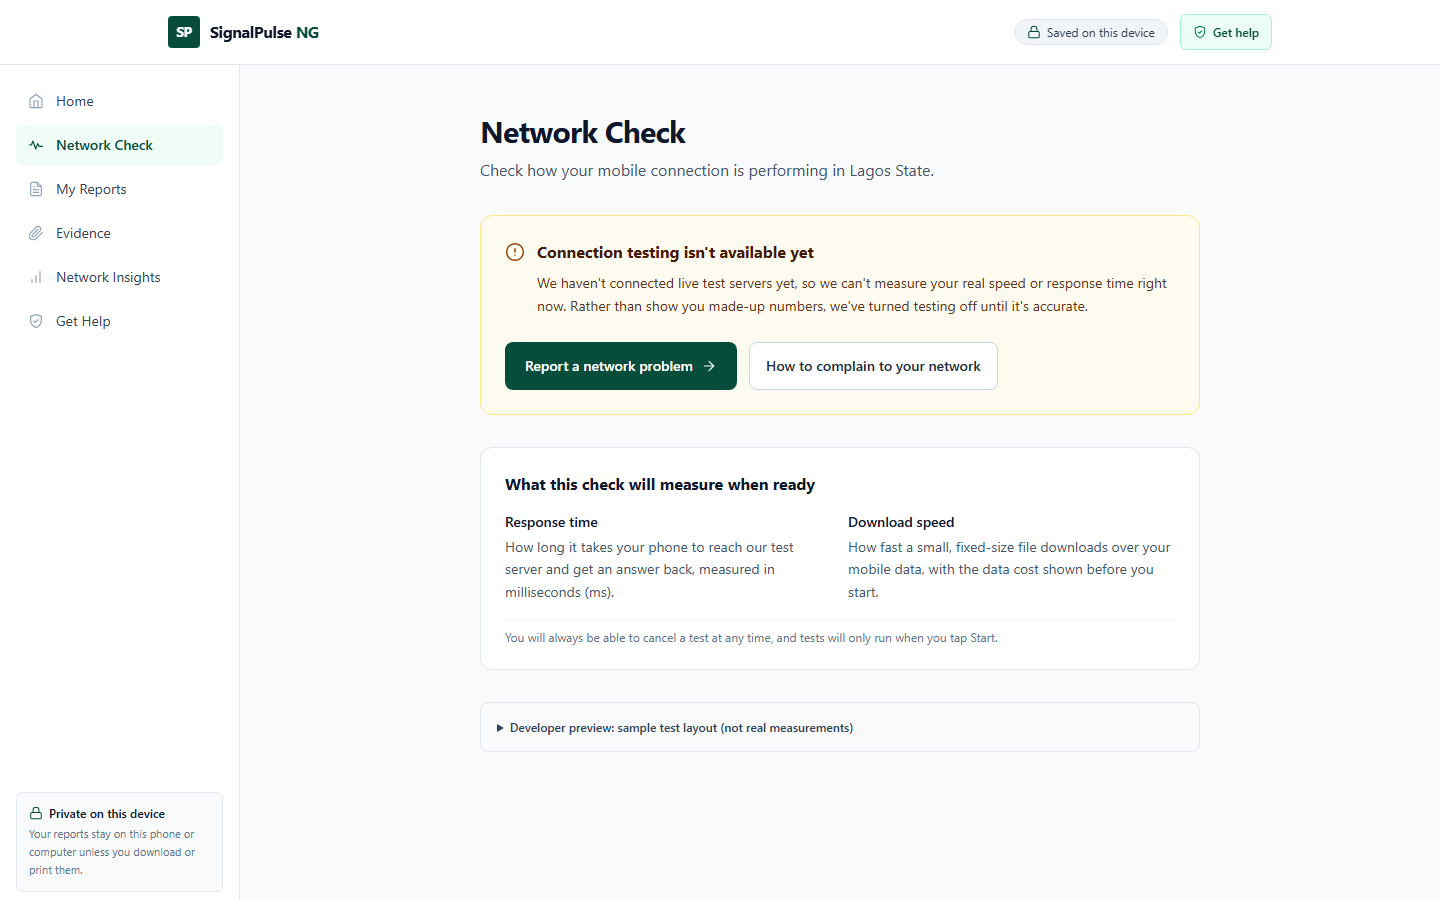 SP
SignalPulse NG
Saved on this device
Get help
Home
Network Check
My Reports
Evidence
Network Insights
Get Help
Private on this device
Your reports stay on this phone or
computer unless you download or
print them.
Network Check
Check how your mobile connection is performing in Lagos State.
Connection testing isn't available yet
We haven't connected live test servers yet, so we can't measure your real speed or response time right
now. Rather than show you made-up numbers, we've turned testing off until it's accurate.
Report a network problem →
How to complain to your network
What this check will measure when ready
Response time
How long it takes your phone to reach our test
server and get an answer back, measured in
milliseconds (ms).
Download speed
How fast a small, fixed-size file downloads over your
mobile data, with the data cost shown before you
start.
You will always be able to cancel a test at any time, and tests will only run when you tap Start.
Developer preview: sample test layout (not real measurements)